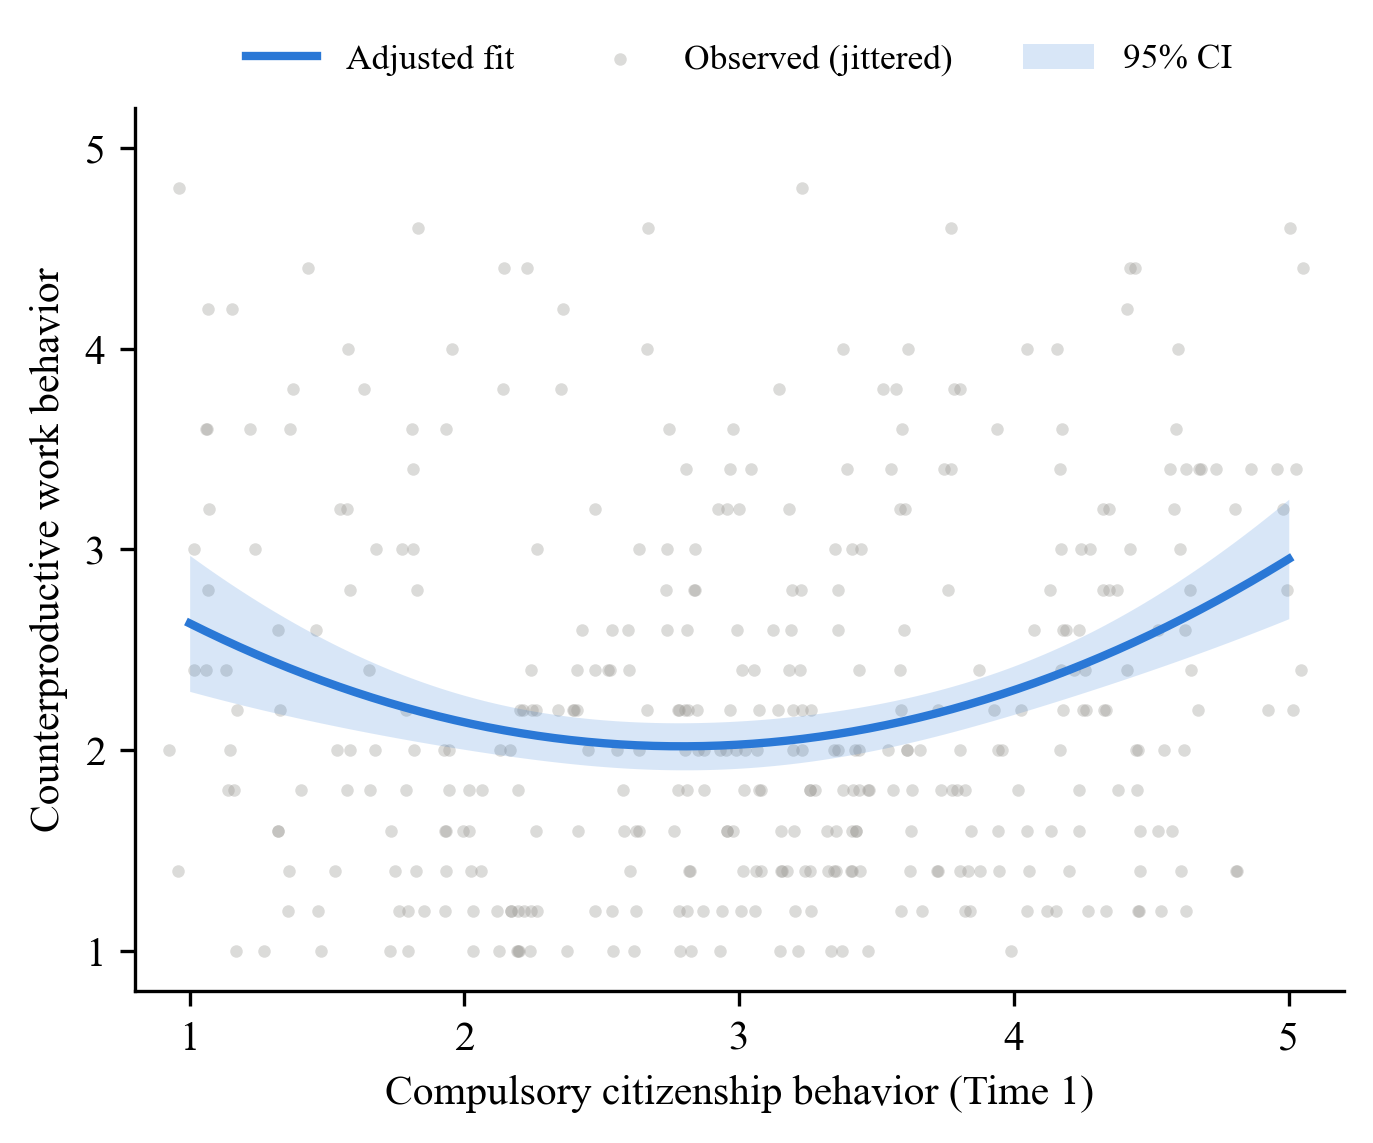 Adjusted fit Observed (jittered) 95% CI
Counterproductive work behavior
5
4
3
2
1
1 2 3 4 5
Compulsory citizenship behavior (Time 1)